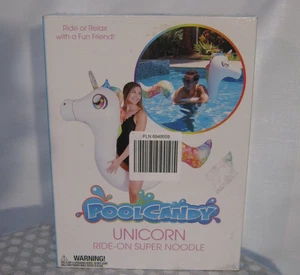 Ride or Relax
with a Fun Friend!
POOLCANDY
UNICORN
RIDE-ON SUPER NOODLE
WARNING!